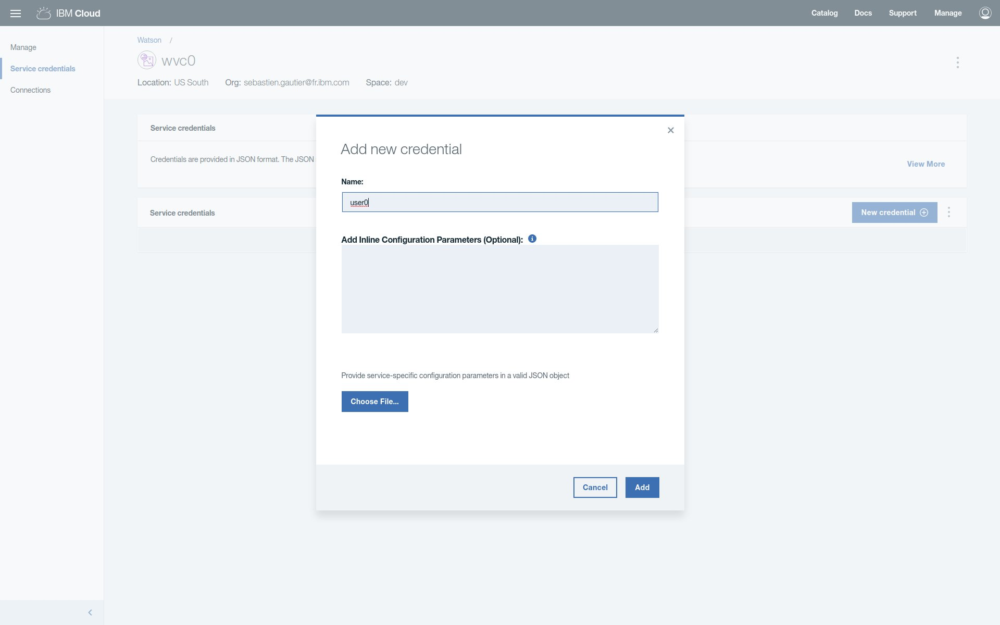 IBM Cloud
Catalog
Docs
Support
Manage
Manage
Service credentials
Connections
Watson /
wvc0
Location: US South Org: sebastien.gautier@fr.ibm.com Space: dev
Service credentials
Credentials are provided in JSON format. The JSON
View More
Service credentials
New credential
Add new credential
Name:
user0
Add Inline Configuration Parameters (Optional):
Provide service-specific configuration parameters in a valid JSON object
Choose File...
Cancel
Add